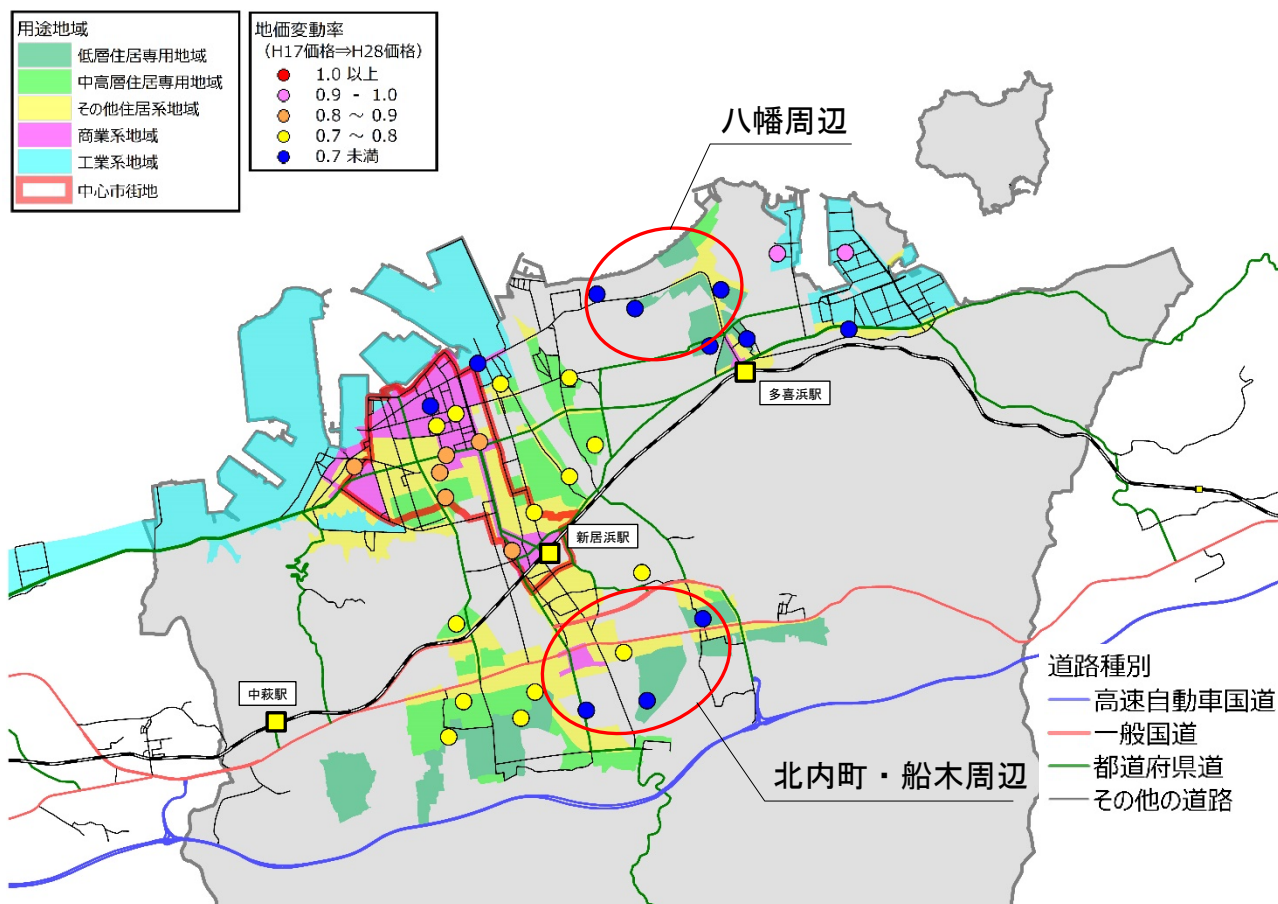 用途地域
低層住居専用地域
中高層住居専用地域
その他住居系地域
商業系地域
工業系地域
中心市街地
地価変動率
(H17価格⇒H28価格)
1.0 以上
0.9 - 1.0
0.8 ～ 0.9
0.7 ～ 0.8
0.7 未満
八幡周辺
多喜浜駅
新居浜駅
中萩駅
北内町・船木周辺
道路種別
高速自動車国道
一般国道
都道府県道
その他の道路